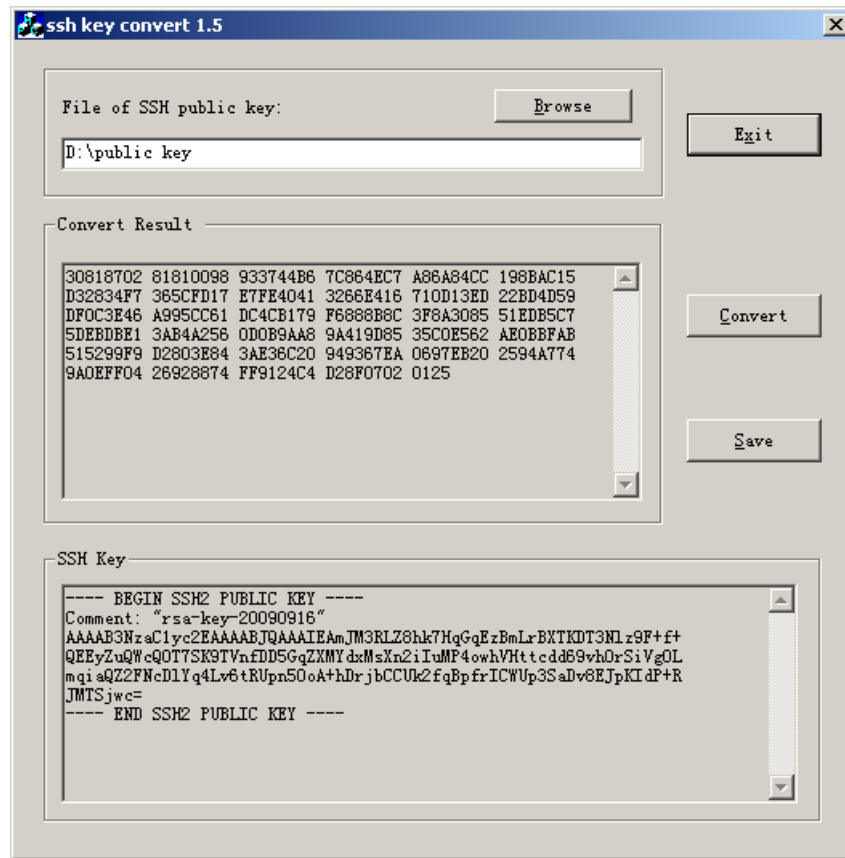 ssh key convert 1.5
File of SSH public key:
Browse
D:\public key
Exit
Convert Result
30818702 81810098 933744B6 7C864EC7 A86A84CC 198BAC15
D32834F7 365CFD17 E7FE4041 3266E416 710D13ED 22BD4D59
DF0C3E46 A995CC61 DC4CB179 F6888B8C 3F8A3085 51EDB5C7
5DEBDBE1 3AB4A256 0D0B9AA8 9A419D85 35C0E562 AE0BBFAB
515299F9 D2803E84 3AE36C20 949367EA 0697EB20 2594A774
9A0EFF04 26928874 FF9124C4 D28F0702 0125
Convert
Save
SSH Key
---- BEGIN SSH2 PUBLIC KEY ----
Comment: "rsa-key-20090916"
AAAAB3NzaC1yc2EAAAABJQAAAIEAmJM3RLZ8hk7HqGqEzBmLrBXTKDT3Nlz9F+f+
QEEyZuQWcQ0T7SK9TVnfDD5GqZXMYdxMsXn2iIuMP4owhVHttcdd69vhOrSiVg0L
mqiaQZ2FNcDlYq4Lv6tRUpn50oA+hDrjbCCUk2fqBpfrICWUp3SaDv8EJpKIdP+R
JMTSjwc=
---- END SSH2 PUBLIC KEY ----